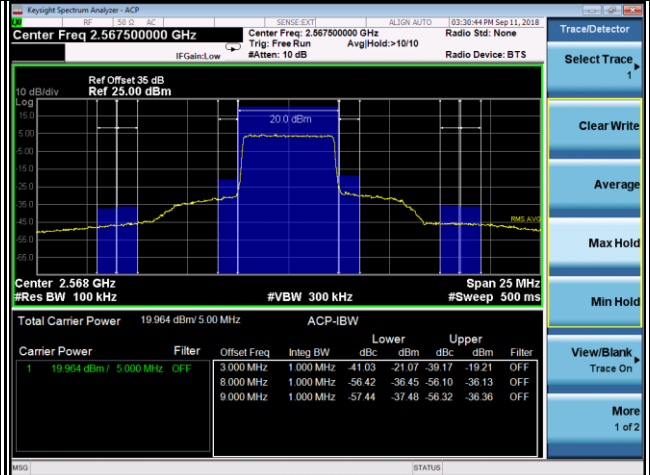 Keysight Spectrum Analyzer - ACP
RF 50 Ω AC SENSE:EXT ALIGN AUTO 03:30:44 PM Sep 11, 2018
Center Freq 2.567500000 GHz
Center Freq: 2.567500000 GHz Radio Std: None
Trig: Free Run Avg|Hold:>10/10
IFGain:Low #Atten: 10 dB Radio Device: BTS
Trace/Detector
Select Trace
1
Clear Write
Average
Max Hold
Min Hold
View/Blank
Trace On
More
1 of 2
Ref Offset 35 dB
10 dB/div Ref 25.00 dBm
Log
15.0
5.00
-5.00
-15.0
-25.0
-35.0
-45.0
-55.0
-65.0
20.0 dBm
RMS AVG
Center 2.568 GHz Span 25 MHz
#Res BW 100 kHz #VBW 300 kHz #Sweep 500 ms
Total Carrier Power 19.964 dBm/ 5.00 MHz ACP-IBW
Lower Upper
Carrier Power Filter Offset Freq Integ BW dBc dBm dBc dBm Filter
1 19.964 dBm / 5.000 MHz OFF 3.000 MHz 1.000 MHz -41.03 -21.07 -39.17 -19.21 OFF
8.000 MHz 1.000 MHz -56.42 -36.45 -56.10 -36.13 OFF
9.000 MHz 1.000 MHz -57.44 -37.48 -56.32 -36.36 OFF
MSG STATUS